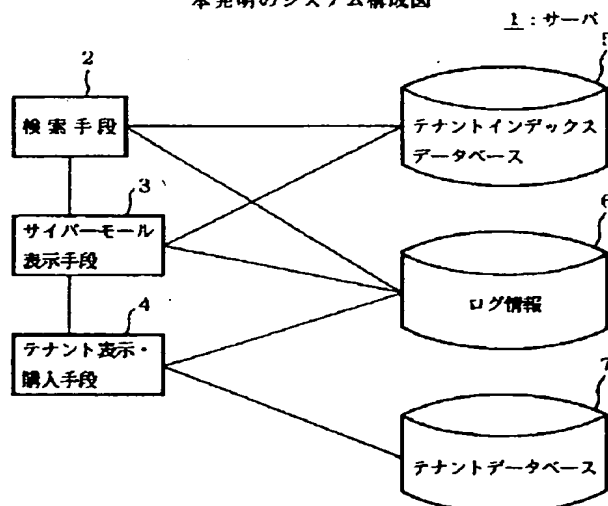 本発明のシステム構成図
1：サーバ
2
検索手段
3
サイバーモール
表示手段
4
テナント表示・
購入手段
5
テナントインデックス
データベース
6
ログ情報
7
テナントデータベース